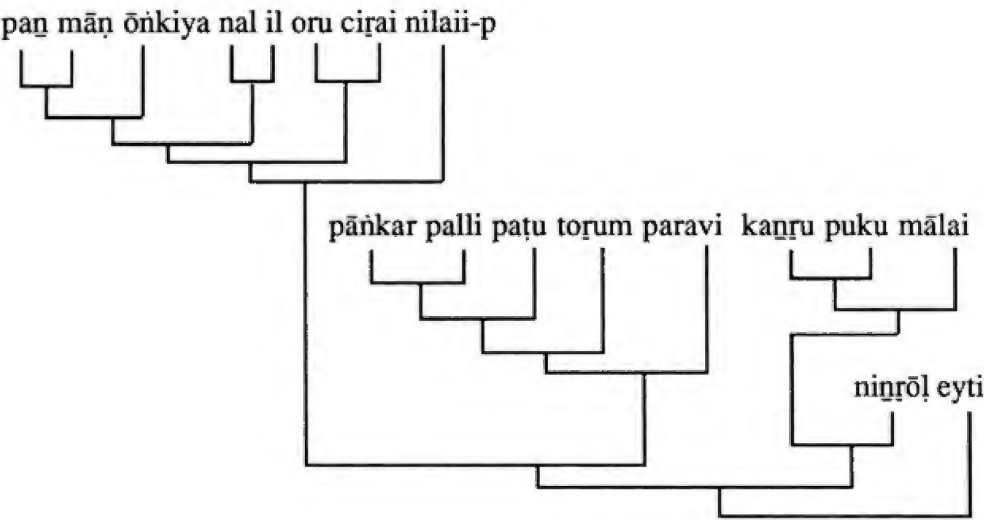 paṉ māṇ ōṅkiya nal il oru ciṟai nilaii-p
pāṅkar palli paṭu toṟum paravi kaṉṟu puku mālai
niṉṟōḷ eyti